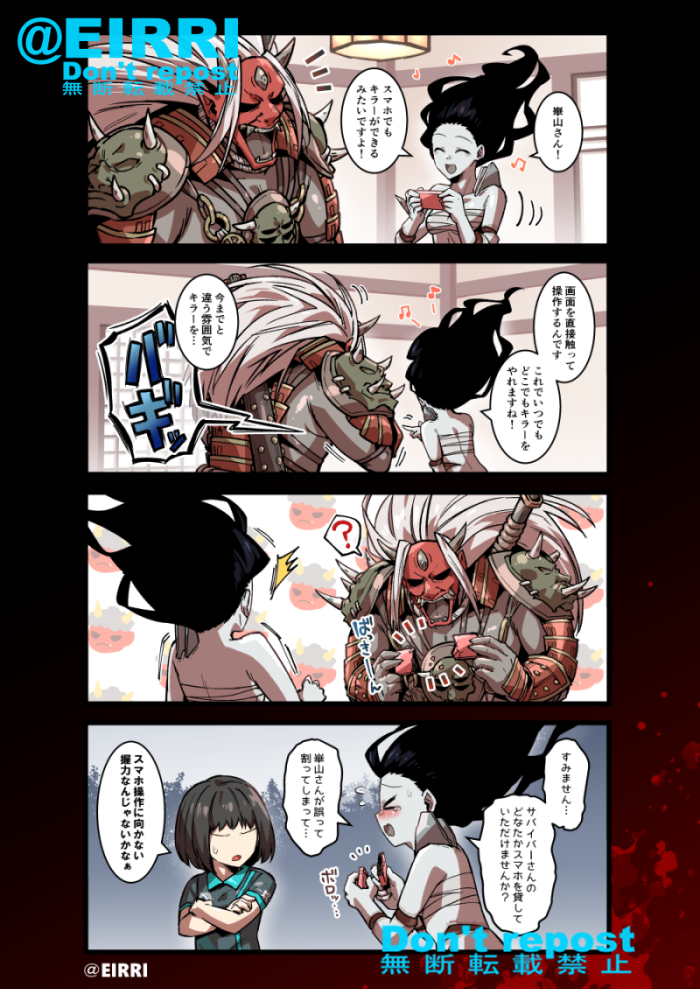 @EIRRI
Don't repost
無断転載禁止
崋山さん!
スマホでも
キラーができる
みたいですよ!
画面を直接触って
操作するんです
これでいつでも
どこでもキラーを
やれますね!
今までと
違う雰囲気で
キラーを…
バギッ
?
ばっきーーん
すみません…
サバイバーさんの
どなたかスマホを貸して
いただけませんか?
崋山さんが誤って
割ってしまって…
ボロッ…
スマホ操作に向かない
握力なんじゃないかなぁ
@EIRRI
Don't repost
無断転載禁止